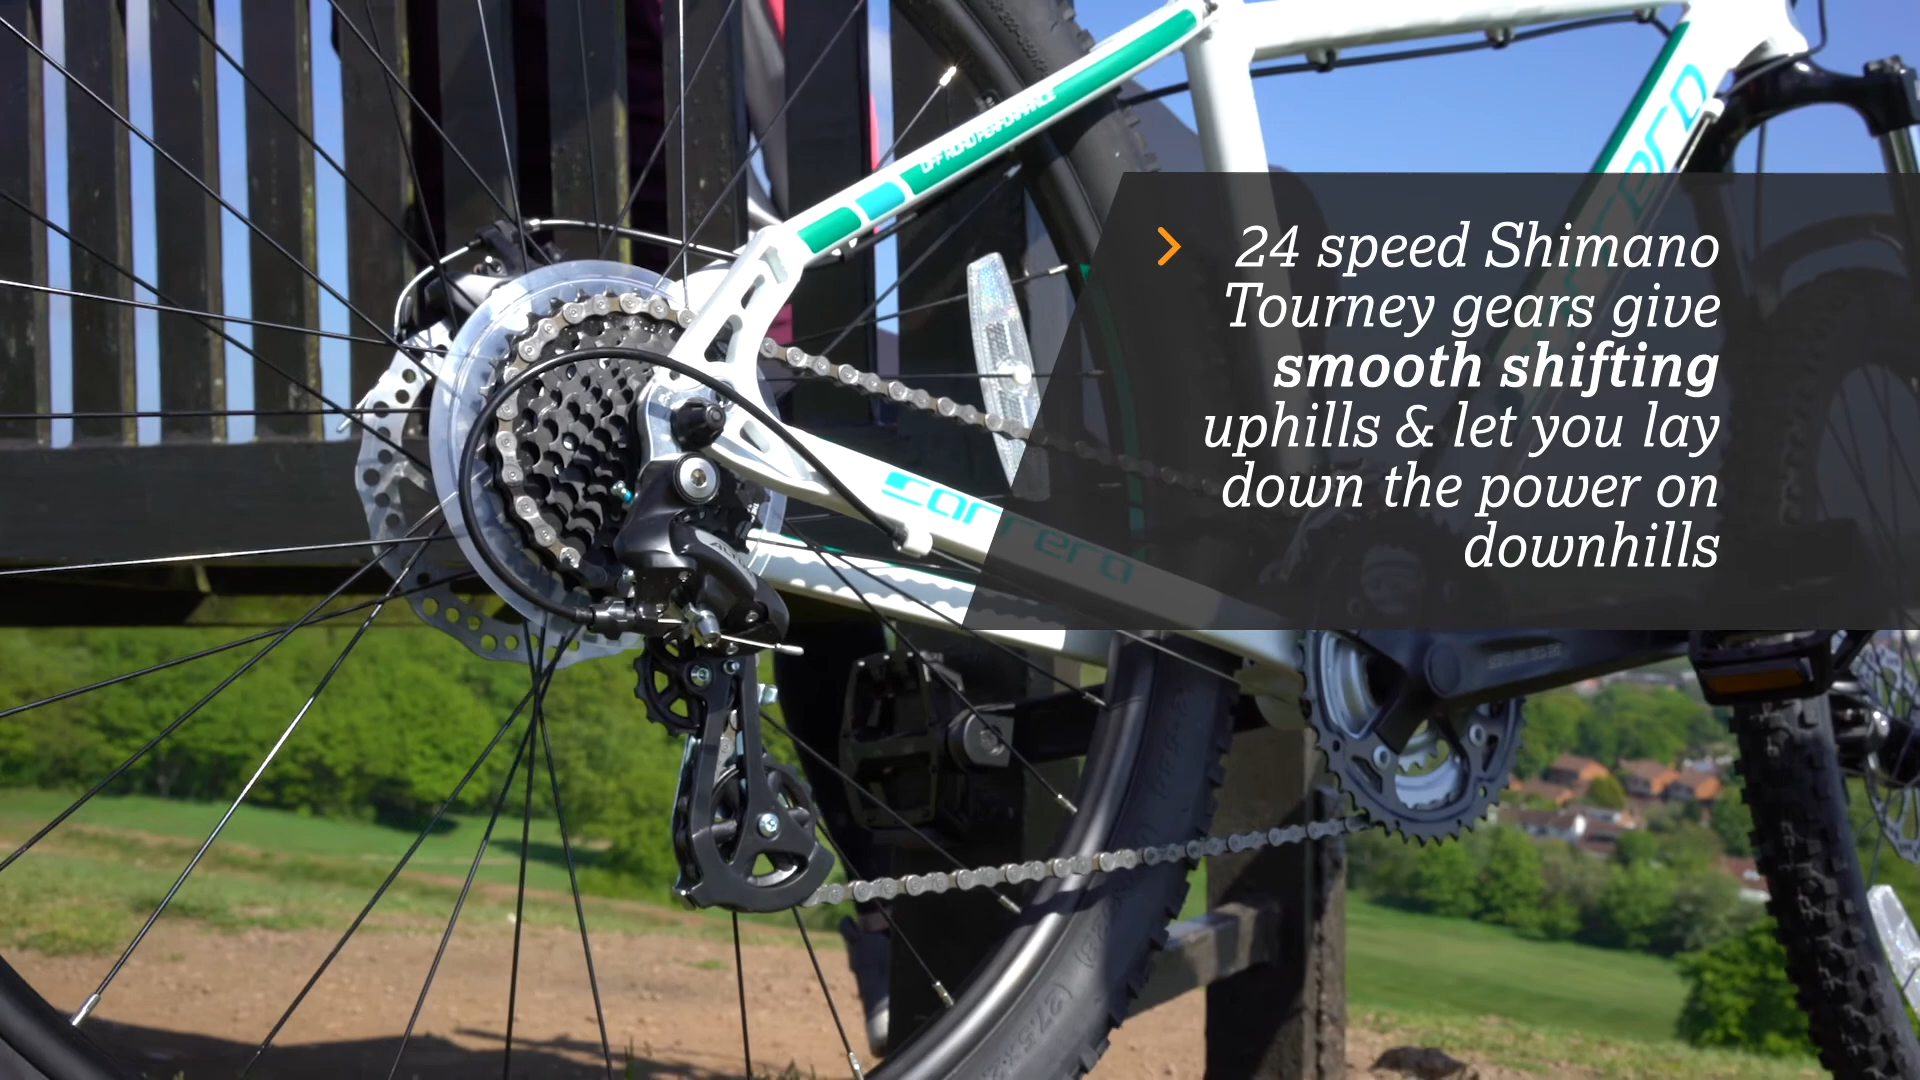 OFF ROAD PERFORMANCE
carrera
24 speed Shimano
Tourney gears give
smooth shifting
uphills & let you lay
down the power on
downhills
carrera